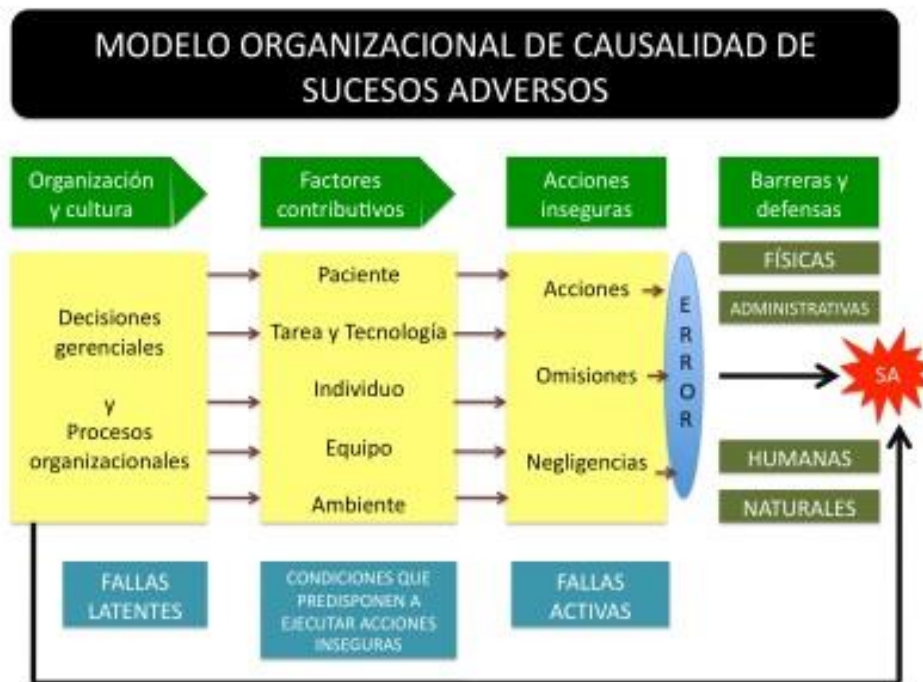 MODELO ORGANIZACIONAL DE CAUSALIDAD DE
SUCESOS ADVERSOS
Organización
y cultura
Factores
contributivos
Acciones
inseguras
Barreras y
defensas
Decisiones
gerenciales
y
Procesos
organizacionales
Paciente
Tarea y Tecnología
Individuo
Equipo
Ambiente
Acciones
Omisiones
Negligencias
ERROR
FÍSICAS
ADMINISTRATIVAS
SA
HUMANAS
NATURALES
FALLAS
LATENTES
CONDICIONES QUE
PREDISPONEN A
EJECUTAR ACCIONES
INSEGURAS
FALLAS
ACTIVAS